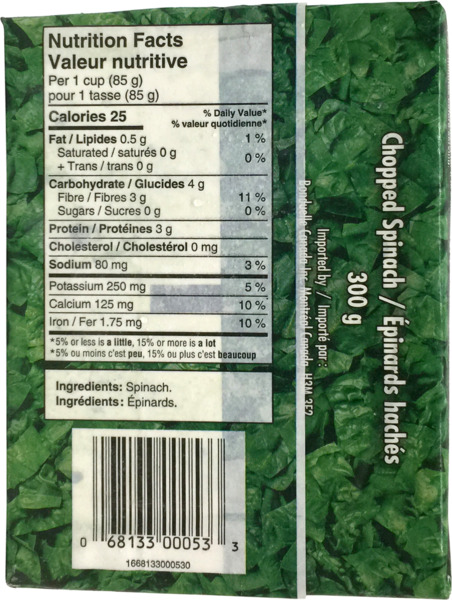 Nutrition Facts
Valeur nutritive
Per 1 cup (85 g)
pour 1 tasse (85 g)
Calories 25
% Daily Value*
% valeur quotidienne*
Fat / Lipides 0.5 g 1 %
Saturated / saturés 0 g
+ Trans / trans 0 g
0 %
Carbohydrate / Glucides 4 g
Fibre / Fibres 3 g 11 %
Sugars / Sucres 0 g 0 %
Protein / Protéines 3 g
Cholesterol / Cholestérol 0 mg
Sodium 80 mg 3 %
Potassium 250 mg 5 %
Calcium 125 mg 10 %
Iron / Fer 1.75 mg 10 %
*5% or less is a little, 15% or more is a lot
*5% ou moins c'est peu, 15% ou plus c'est beaucoup
Ingredients: Spinach.
Ingrédients: Épinards.
0 68133 00053 3
1668133000530
Chopped Spinach / Épinards hachés
300 g
Imported by / Importé par :
Canada Montréal Canada